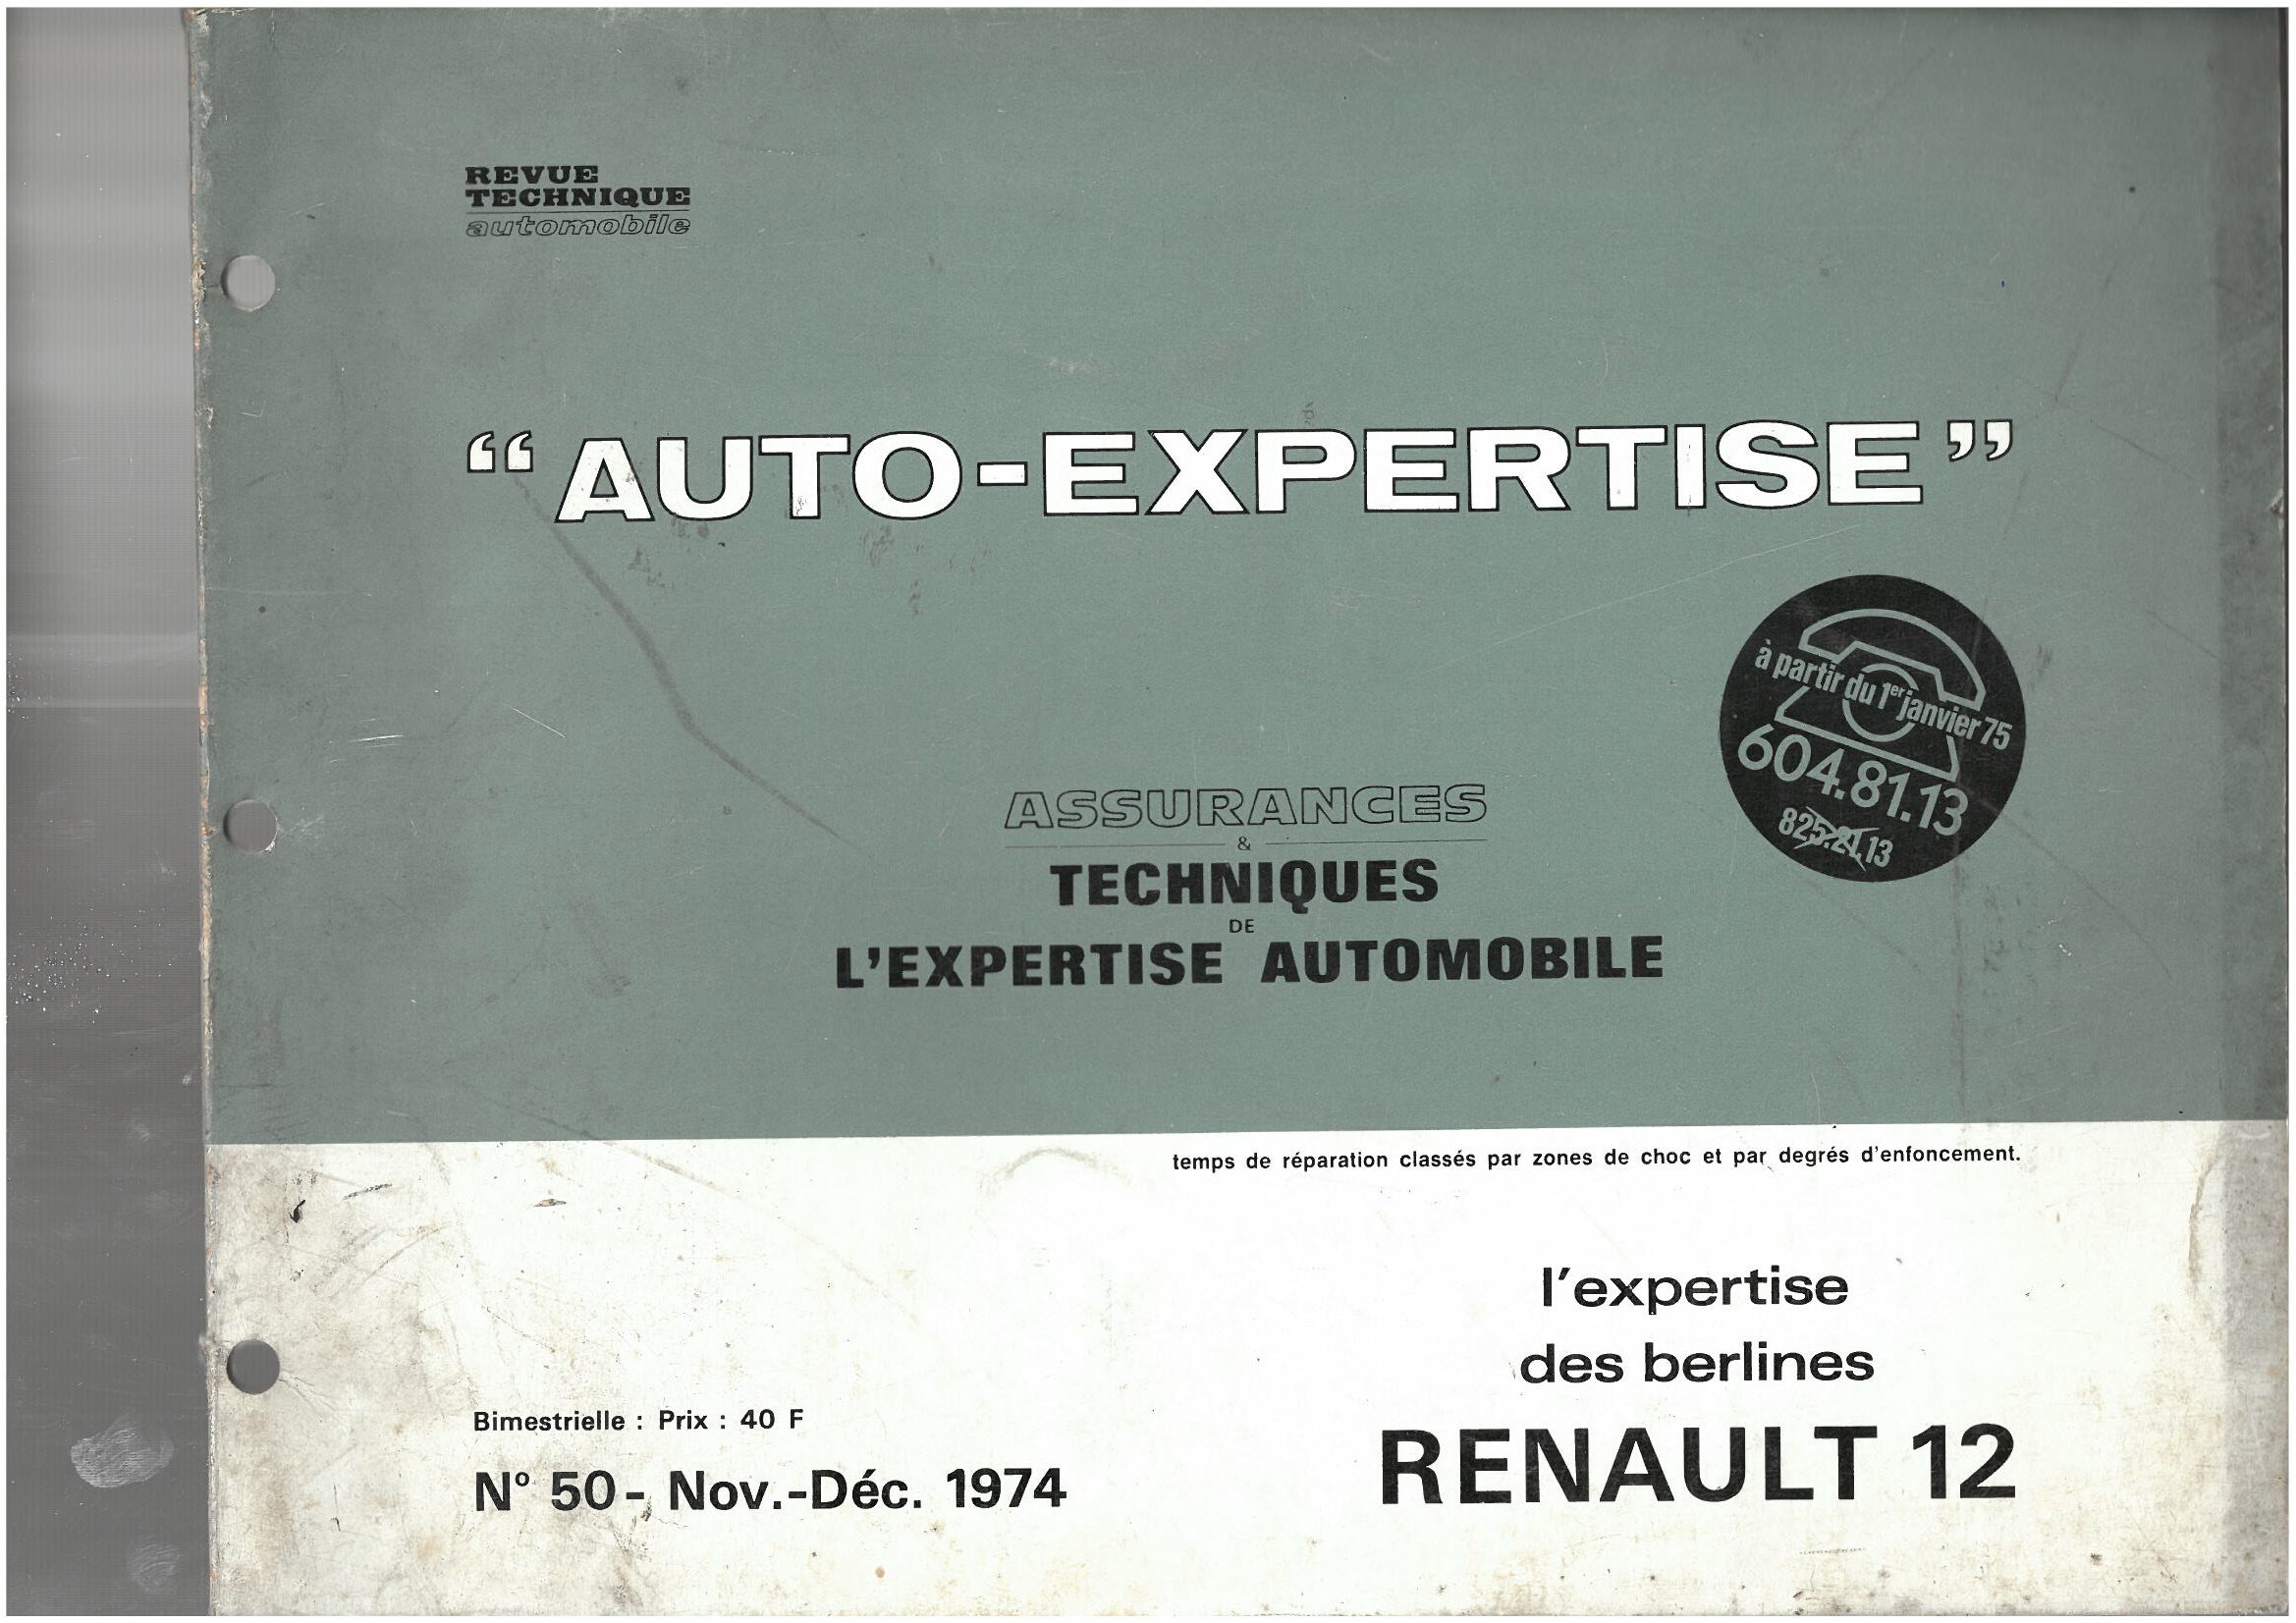 REVUE
TECHNIQUE
automobile
“AUTO-EXPERTISE”
à partir du 1er janvier 75
604.81.13
825.21.13
ASSURANCES
&
TECHNIQUES
DE
L'EXPERTISE AUTOMOBILE
temps de réparation classés par zones de choc et par degrés d'enfoncement.
l'expertise
des berlines
RENAULT 12
Bimestrielle : Prix : 40 F
N° 50 - Nov.-Déc. 1974